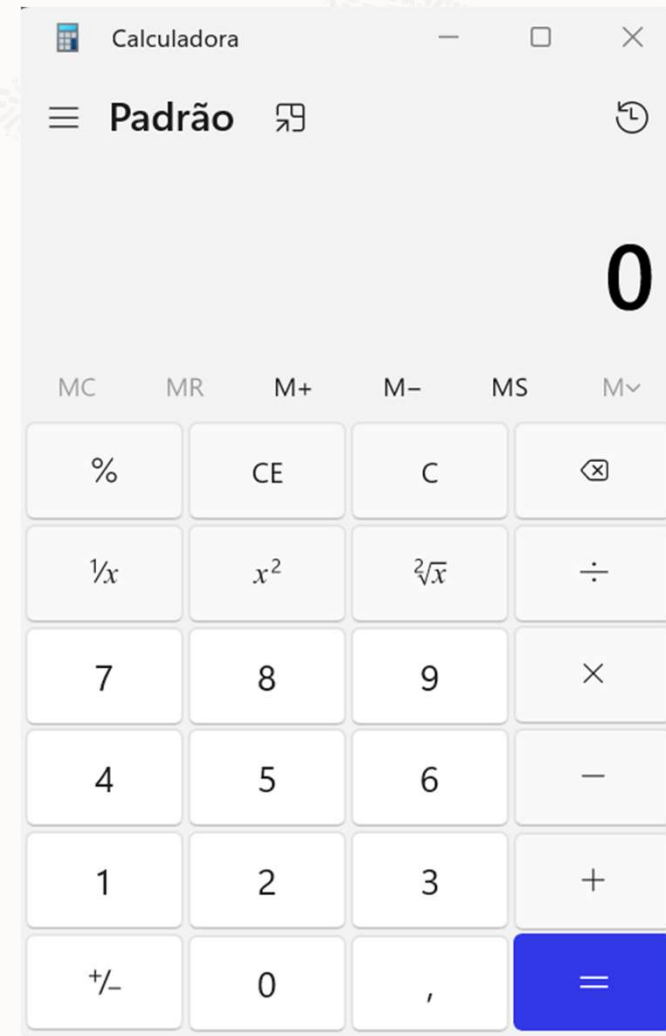 Calculadora
Padrão
0
MC MR M+ M− MS M
% CE C
¹/x x² ²√x ÷
7 8 9 ×
4 5 6 −
1 2 3 +
+/− 0 , =